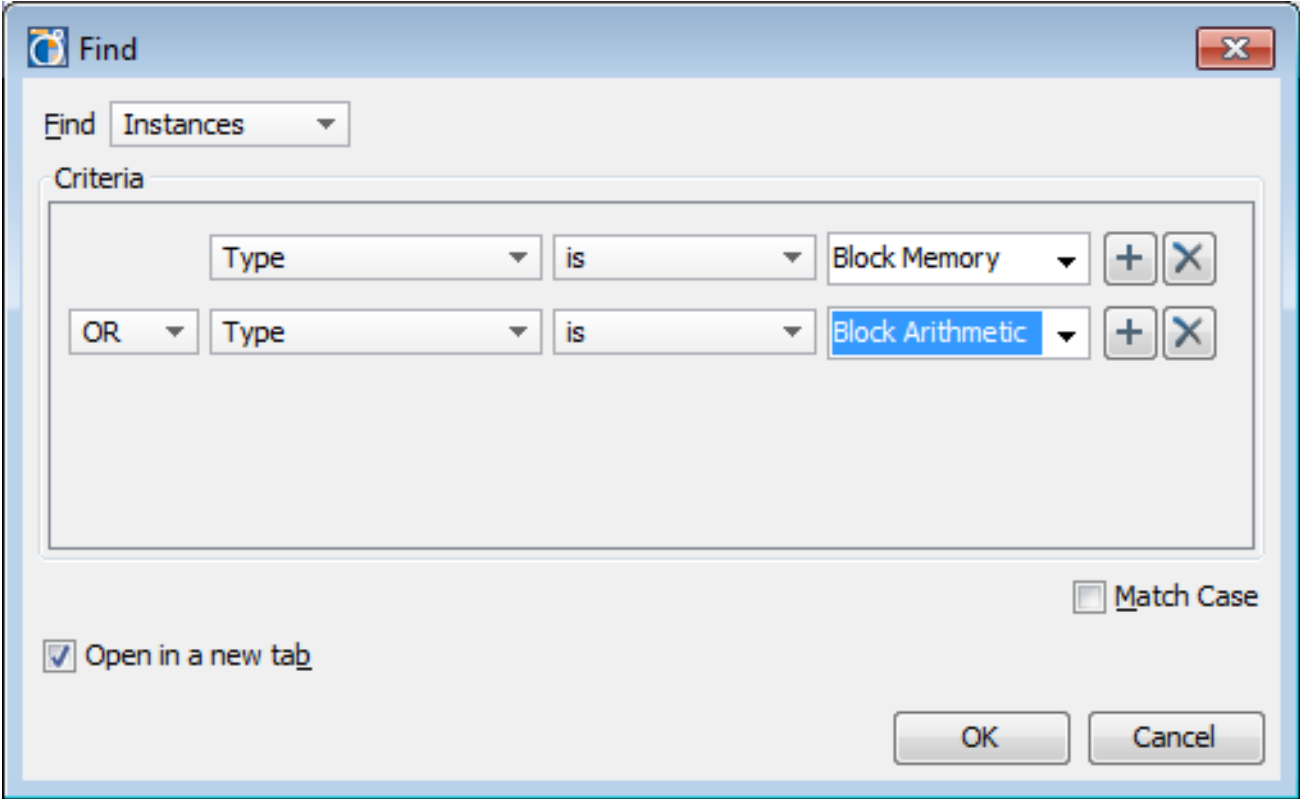 Find
Find Instances
Criteria
Type is Block Memory
OR Type is Block Arithmetic
Match Case
Open in a new tab
OK Cancel